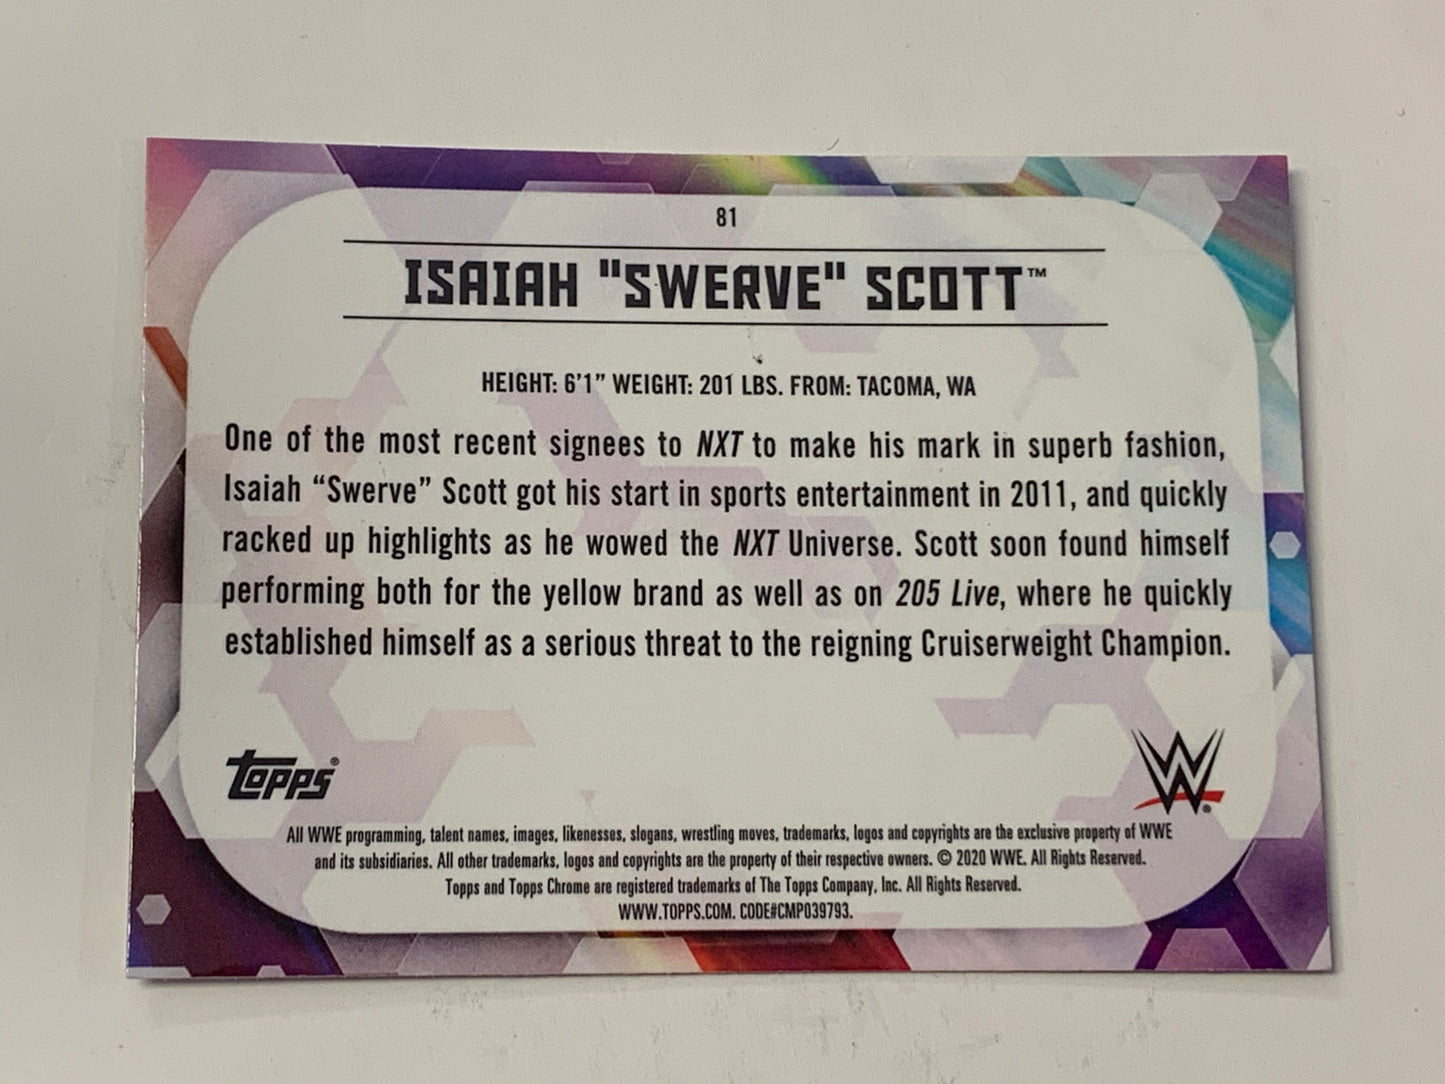 81
ISAIAH "SWERVE" SCOTT™
HEIGHT: 6'1” WEIGHT: 201 LBS. FROM: TACOMA, WA
One of the most recent signees to NXT to make his mark in superb fashion,
Isaiah “Swerve” Scott got his start in sports entertainment in 2011, and quickly
racked up highlights as he wowed the NXT Universe. Scott soon found himself
performing both for the yellow brand as well as on 205 Live, where he quickly
established himself as a serious threat to the reigning Cruiserweight Champion.
Topps®
W®
All WWE programming, talent names, images, likenesses, slogans, wrestling moves, trademarks, logos and copyrights are the exclusive property of WWE
and its subsidiaries. All other trademarks, logos and copyrights are the property of their respective owners. © 2020 WWE. All Rights Reserved.
Topps and Topps Chrome are registered trademarks of The Topps Company, Inc. All Rights Reserved.
WWW.TOPPS.COM. CODE#CMP039793.